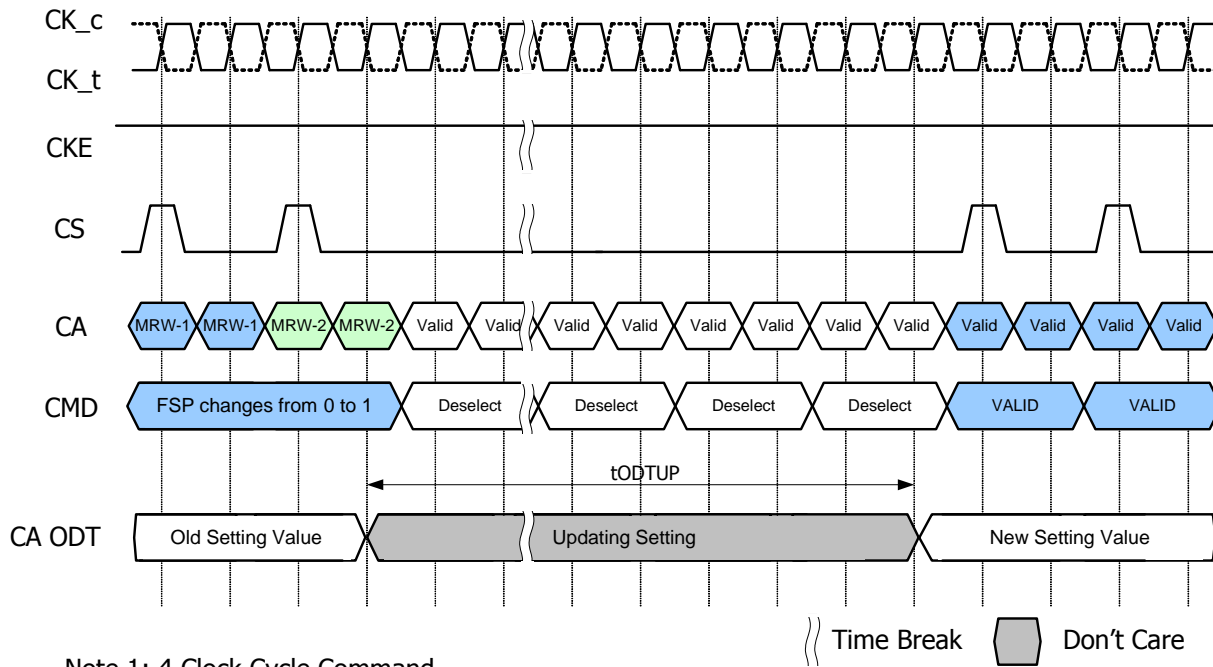 CK_c
CK_t
CKE
CS
CA
MRW-1 MRW-1 MRW-2 MRW-2 Valid Valid Valid Valid Valid Valid Valid Valid Valid Valid Valid Valid
CMD
FSP changes from 0 to 1 Deselect Deselect Deselect Deselect VALID VALID
tODTUP
CA ODT
Old Setting Value Updating Setting New Setting Value
Time Break Don't Care
Note 1: 4 Clock Cycle Command